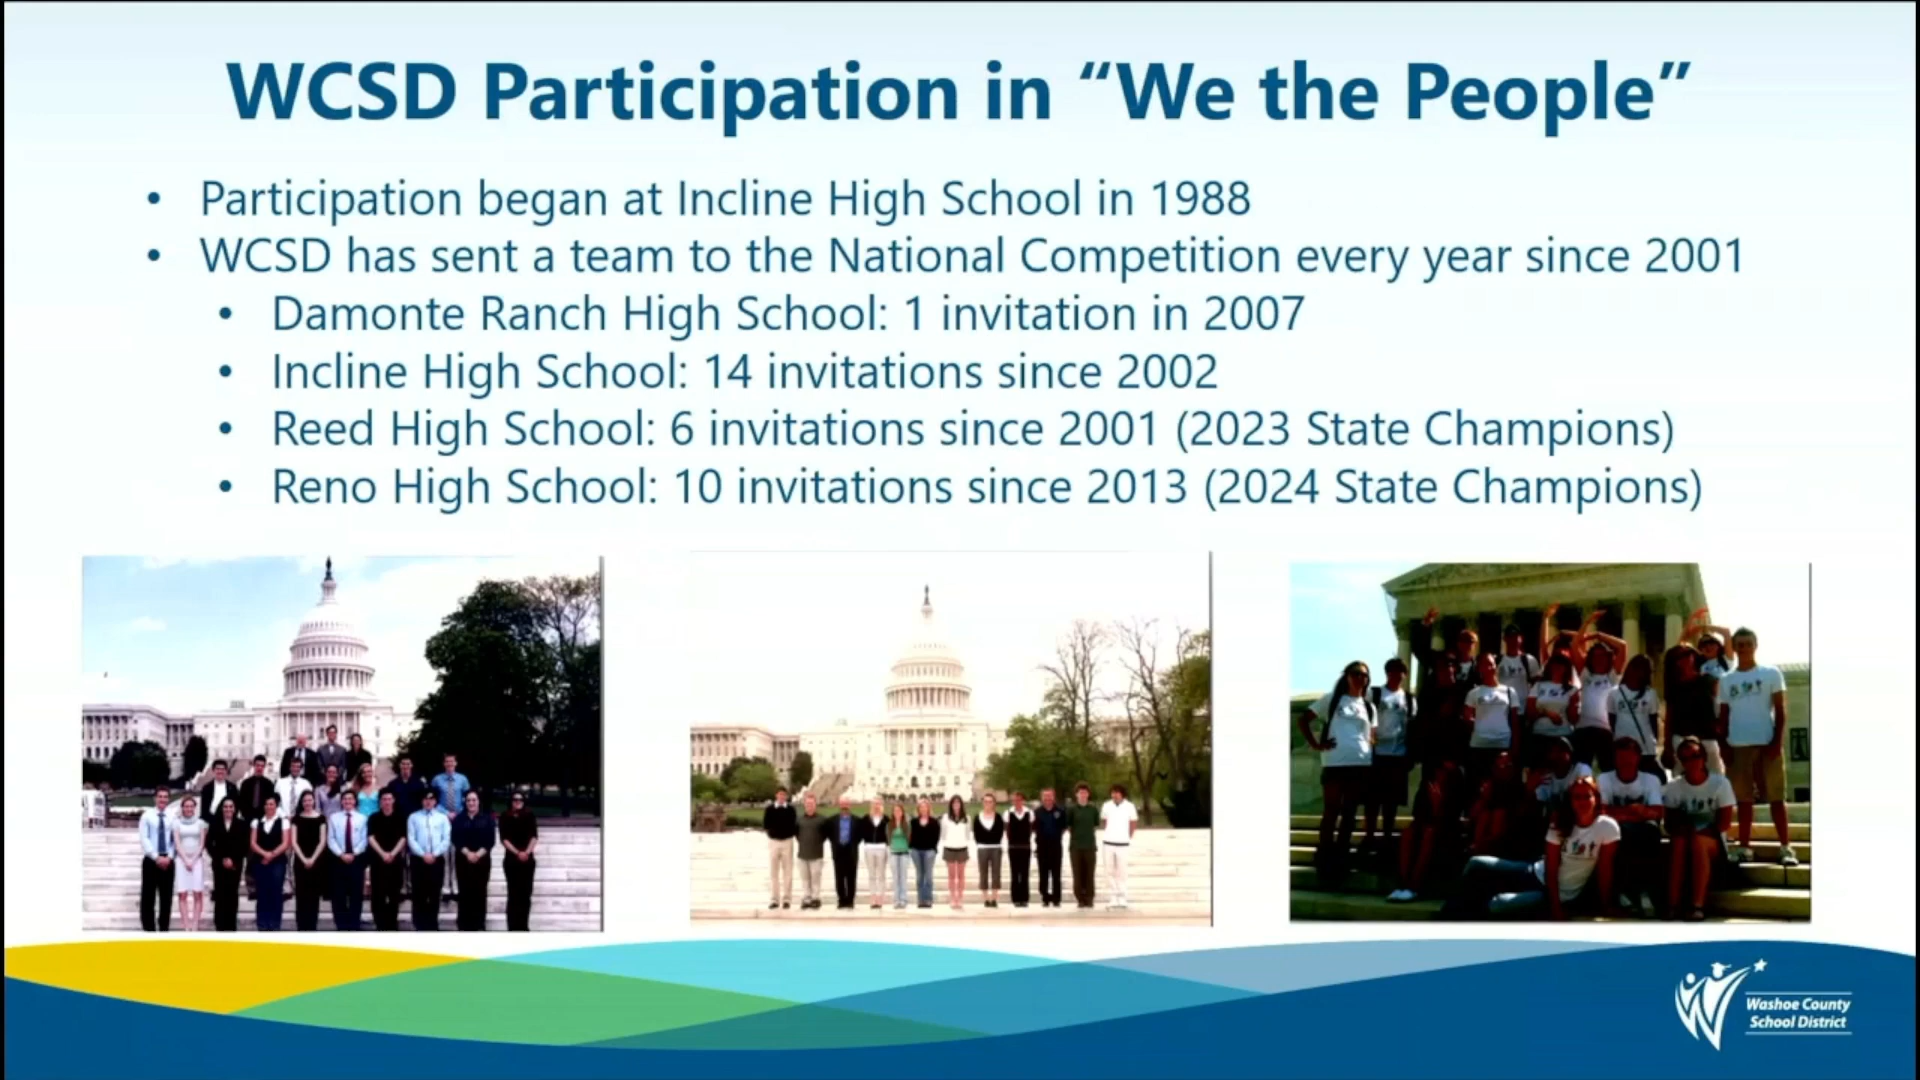 WCSD Participation in “We the People”
• Participation began at Incline High School in 1988
• WCSD has sent a team to the National Competition every year since 2001
• Damonte Ranch High School: 1 invitation in 2007
• Incline High School: 14 invitations since 2002
• Reed High School: 6 invitations since 2001 (2023 State Champions)
• Reno High School: 10 invitations since 2013 (2024 State Champions)
Washoe County
School District